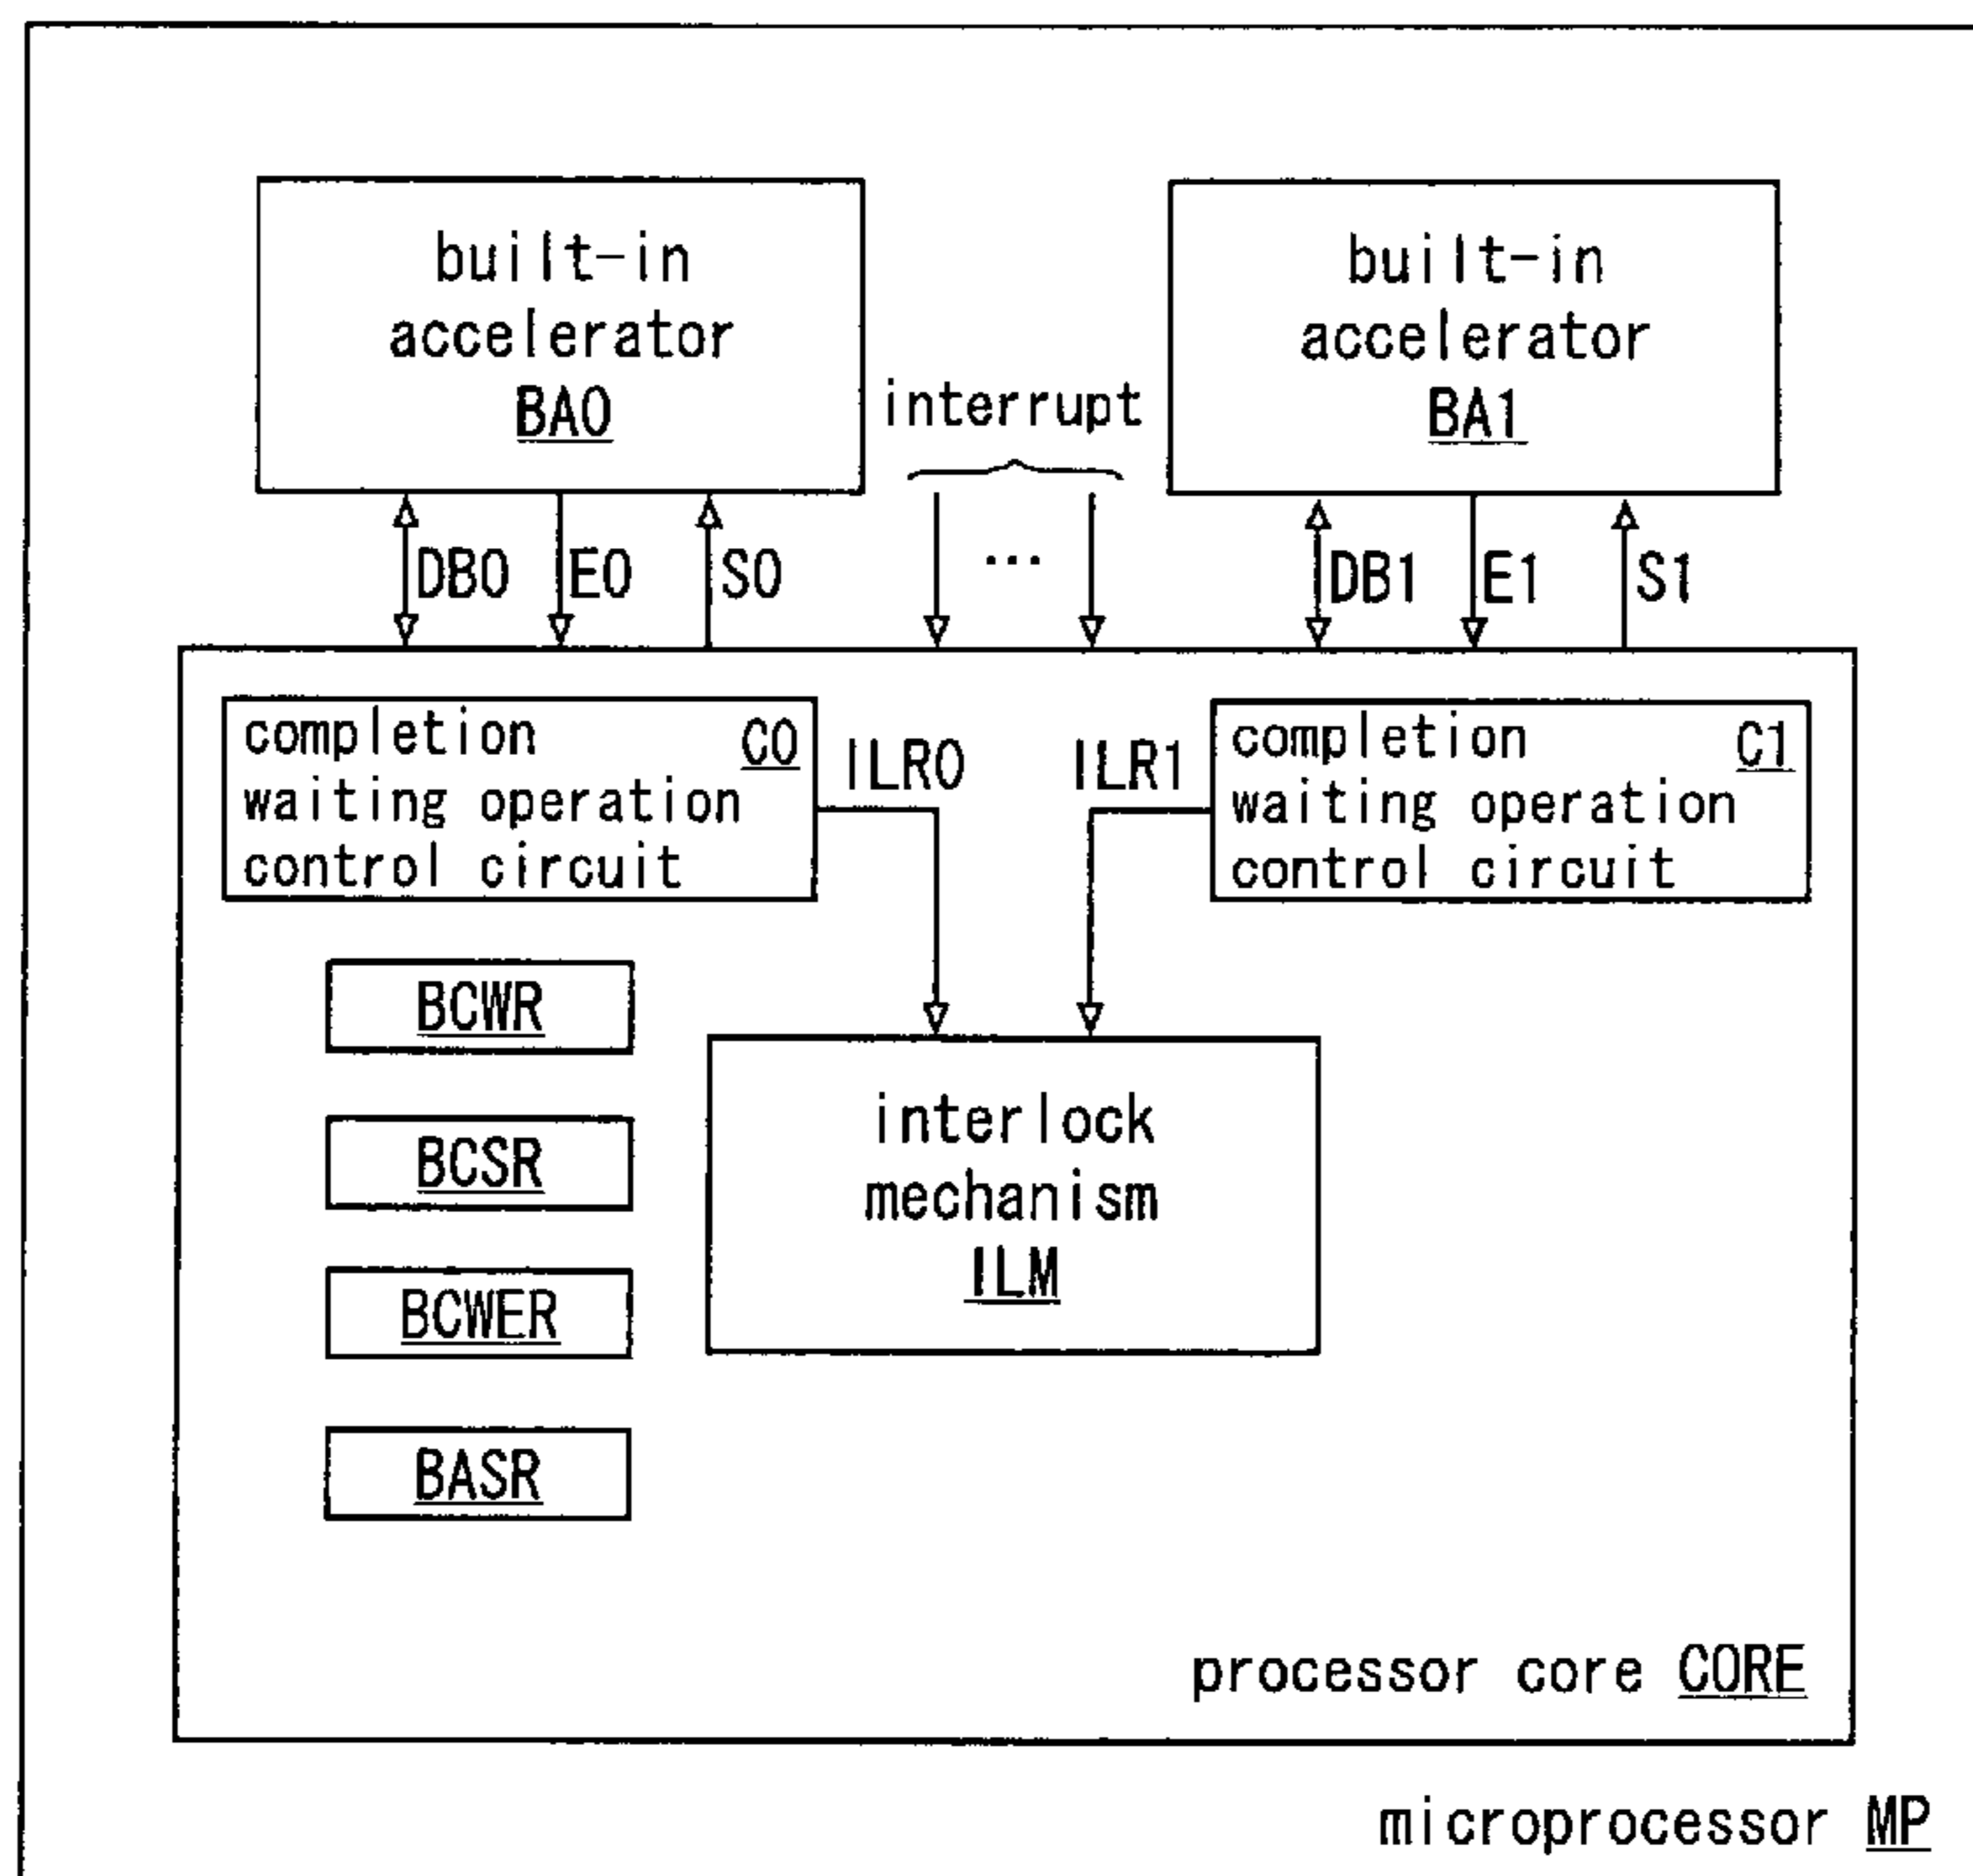 built-in
accelerator
BA0
built-in
accelerator
BA1
interrupt
DB0 E0 S0 ... DB1 E1 S1
completion C0
waiting operation
control circuit
ILR0 ILR1
completion C1
waiting operation
control circuit
BCWR
BCSR
BCWER
BASR
interlock
mechanism
ILM
processor core CORE
microprocessor MP